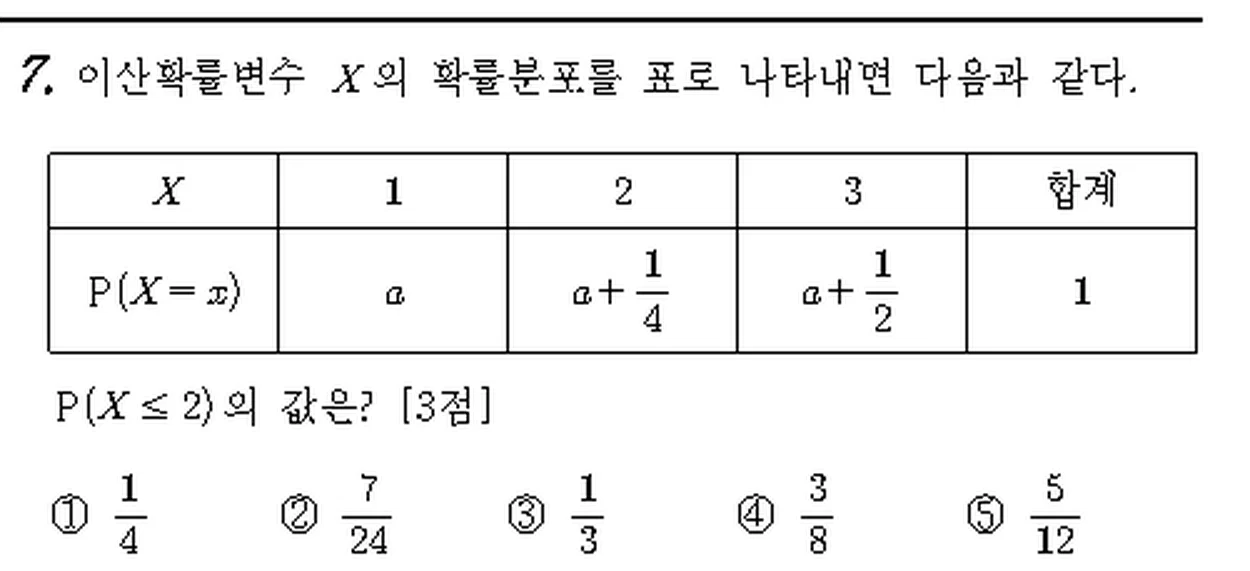 7. 이산확률변수 X의 확률분포를 표로 나타내면 다음과 같다.
X 1 2 3 합계
P(X=x) a a+1/4 a+1/2 1
P(X≤2)의 값은? [3점]
① 1/4 ② 7/24 ③ 1/3 ④ 3/8 ⑤ 5/12